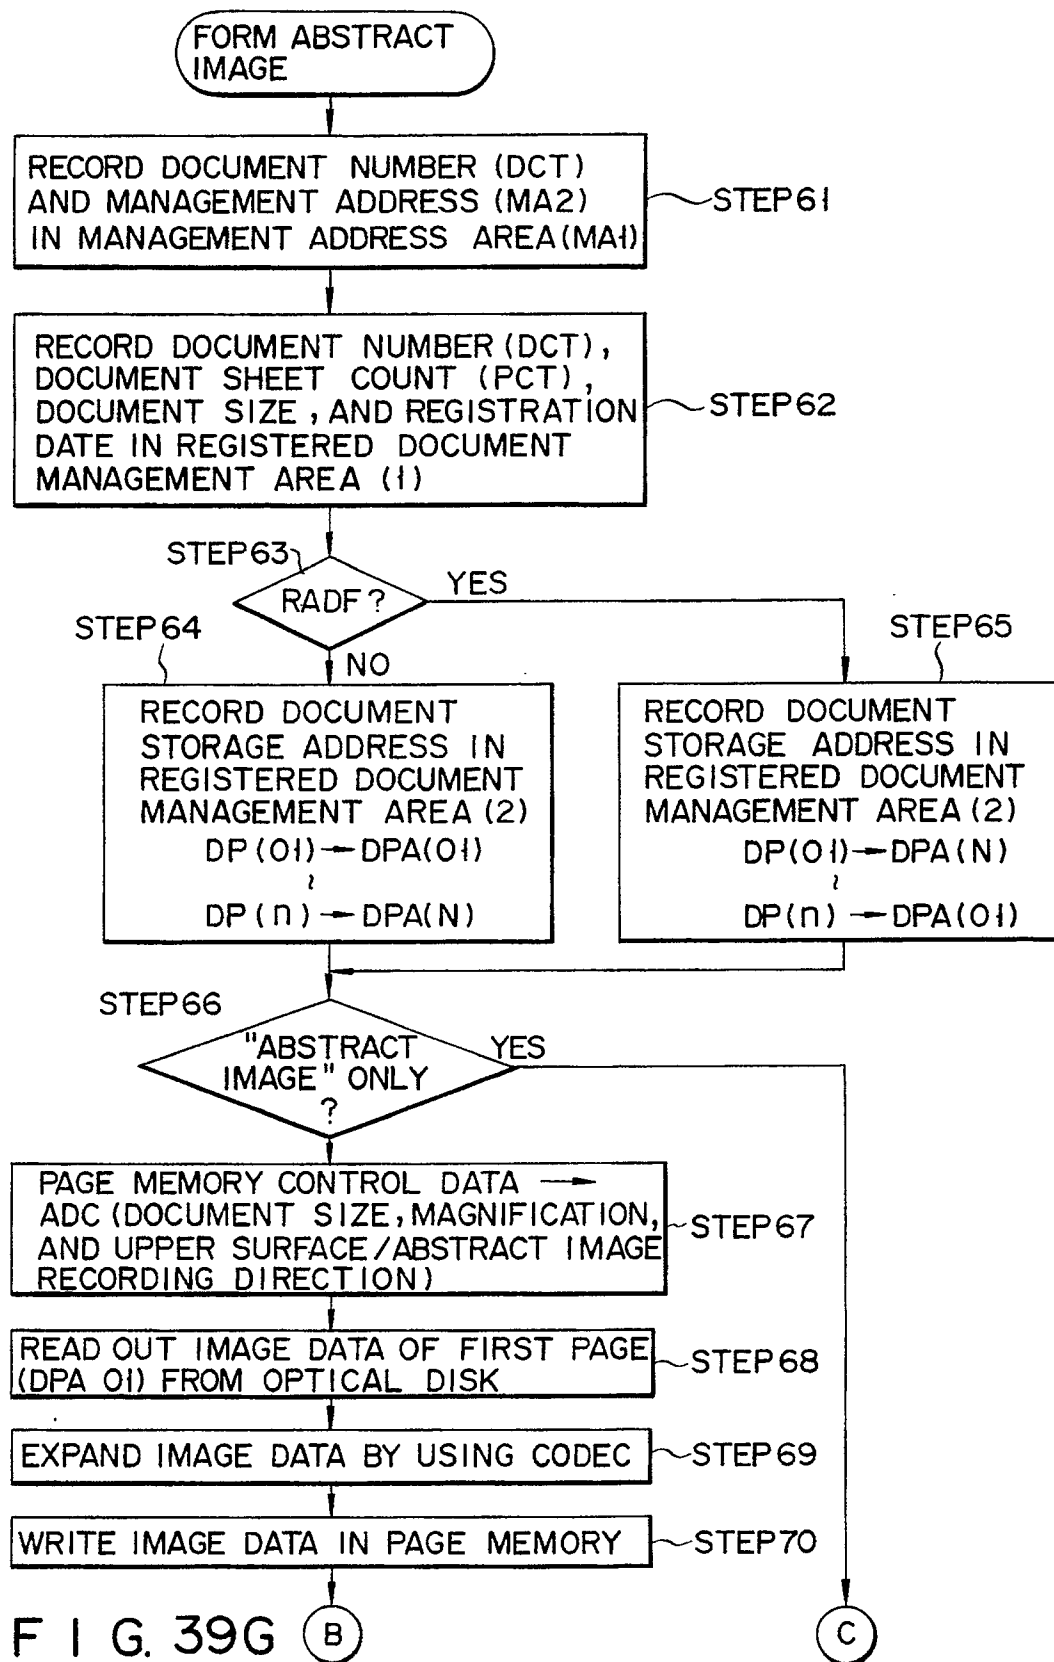 FORM ABSTRACT
IMAGE
RECORD DOCUMENT NUMBER (DCT)
AND MANAGEMENT ADDRESS (MA2)
IN MANAGEMENT ADDRESS AREA(MA1)
STEP61
RECORD DOCUMENT NUMBER(DCT),
DOCUMENT SHEET COUNT (PCT),
DOCUMENT SIZE, AND REGISTRATION
DATE IN REGISTERED DOCUMENT
MANAGEMENT AREA (1)
STEP62
STEP63
RADF?
YES
NO
STEP64
RECORD DOCUMENT
STORAGE ADDRESS IN
REGISTERED DOCUMENT
MANAGEMENT AREA(2)
DP(01)→DPA(01)
~
DP(n)→DPA(N)
STEP65
RECORD DOCUMENT
STORAGE ADDRESS IN
REGISTERED DOCUMENT
MANAGEMENT AREA(2)
DP(01)→DPA(N)
~
DP(n)→DPA(01)
STEP66
"ABSTRACT
IMAGE" ONLY
?
YES
PAGE MEMORY CONTROL DATA →
ADC(DOCUMENT SIZE, MAGNIFICATION,
AND UPPER SURFACE/ABSTRACT IMAGE
RECORDING DIRECTION)
STEP67
READ OUT IMAGE DATA OF FIRST PAGE
(DPA 01) FROM OPTICAL DISK
STEP68
EXPAND IMAGE DATA BY USING CODEC
STEP69
WRITE IMAGE DATA IN PAGE MEMORY
STEP70
B
C
FIG. 39G